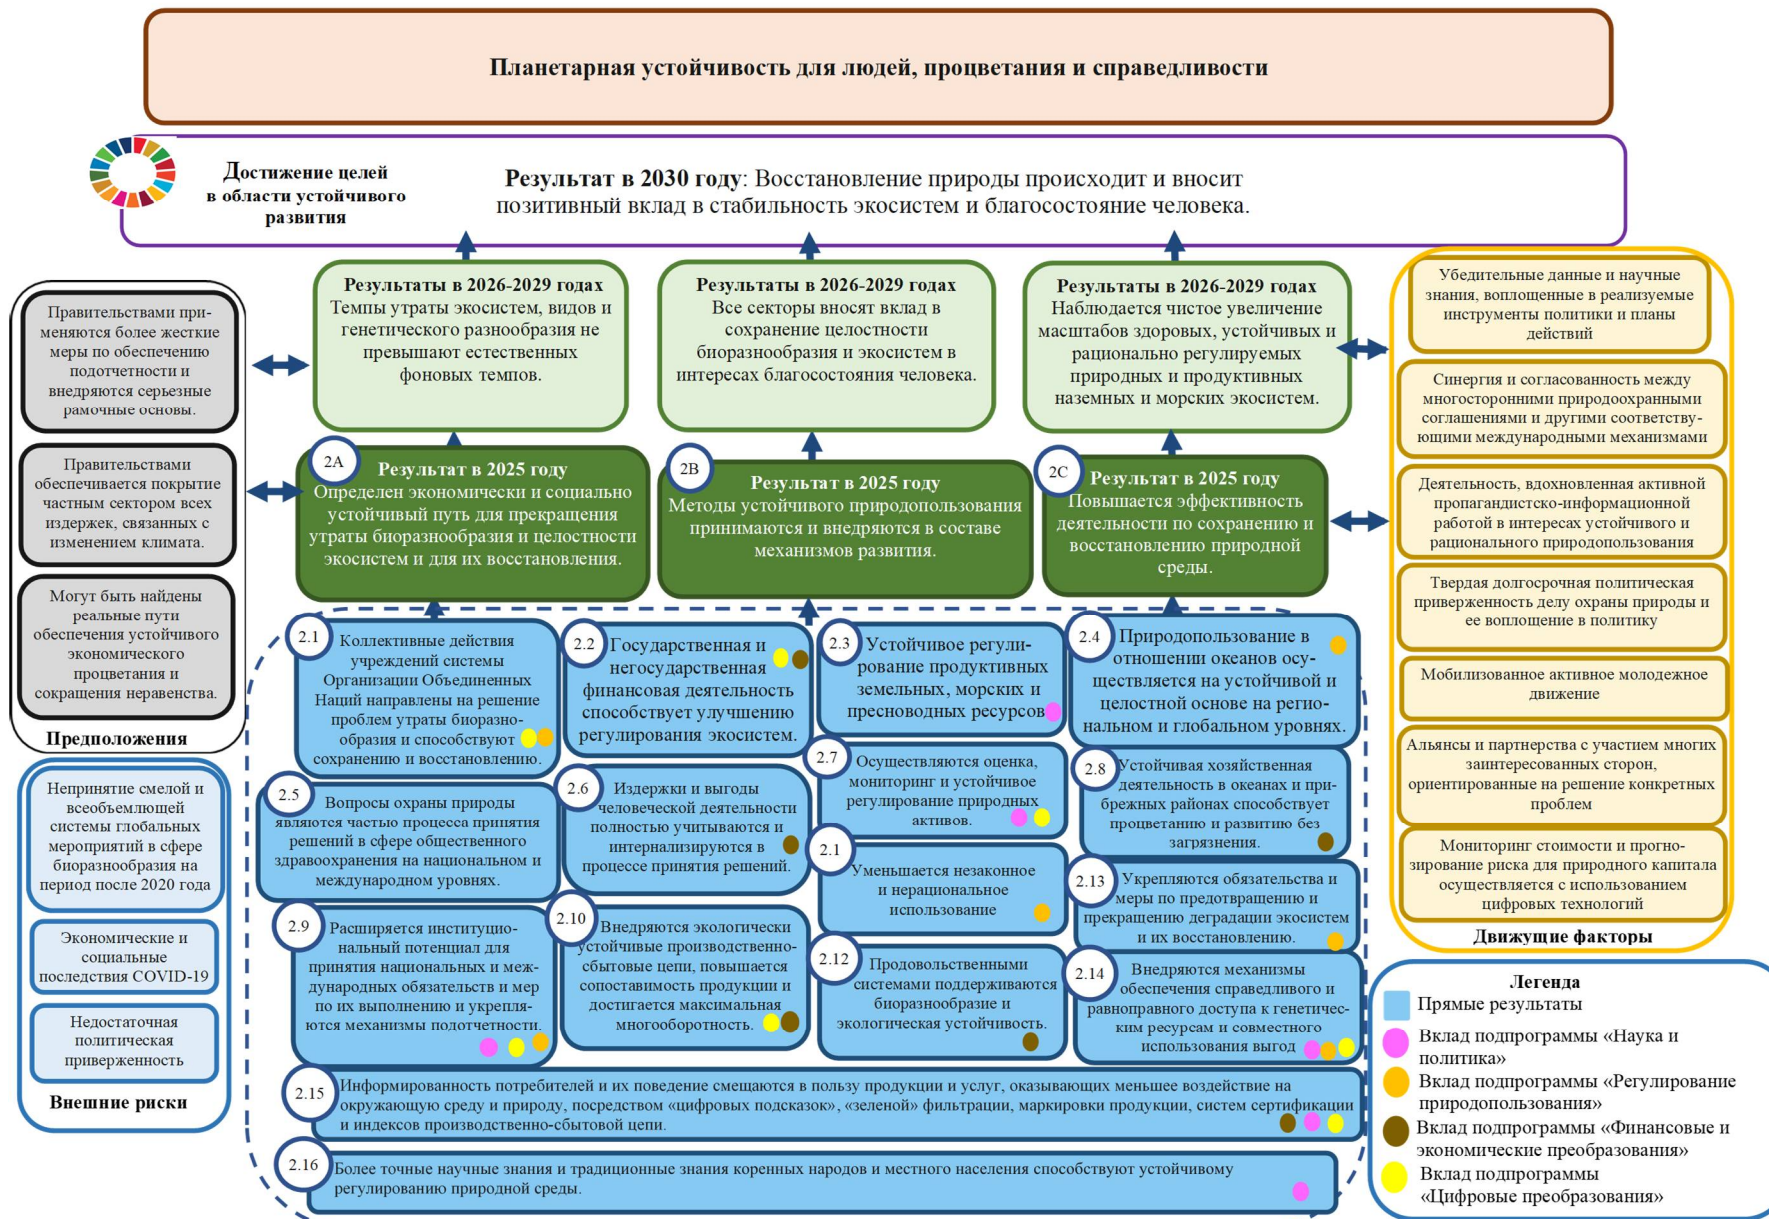 Планетарная устойчивость для людей, процветания и справедливости
Достижение целей
в области устойчивого
развития
Результат в 2030 году: Восстановление природы происходит и вносит
позитивный вклад в стабильность экосистем и благосостояние человека.
Правительствами при-
меняются более жесткие
меры по обеспечению
подотчетности и
внедряются серьезные
рамочные основы.
Правительствами
обеспечивается покрытие
частным сектором всех
издержек, связанных с
изменением климата.
Могут быть найдены
реальные пути
обеспечения устойчивого
экономического
процветания и
сокращения неравенства.
Предположения
Непринятие смелой и
всеобъемлющей
системы глобальных
мероприятий в сфере
биоразнообразия на
период после 2020 года
Экономические и
социальные
последствия COVID-19
Недостаточная
политическая
приверженность
Внешние риски
Результаты в 2026-2029 годах
Темпы утраты экосистем, видов и
генетического разнообразия не
превышают естественных
фоновых темпов.
Результаты в 2026-2029 годах
Все секторы вносят вклад в
сохранение целостности
биоразнообразия и экосистем в
интересах благосостояния человека.
Результаты в 2026-2029 годах
Наблюдается чистое увеличение
масштабов здоровых, устойчивых и
рационально регулируемых
природных и продуктивных
наземных и морских экосистем.
2A
Результат в 2025 году
Определен экономически и социально
устойчивый путь для прекращения
утраты биоразнообразия и целостности
экосистем и для их восстановления.
2B
Результат в 2025 году
Методы устойчивого природопользования
принимаются и внедряются в составе
механизмов развития.
2C
Результат в 2025 году
Повышается эффективность
деятельности по сохранению и
восстановлению природной
среды.
2.1
Коллективные действия
учреждений системы
Организации Объединенных
Наций направлены на решение
проблем утраты биоразно-
образия и способствуют
сохранению и восстановлению.
2.2
Государственная и
негосударственная
финансовая деятельность
способствует улучшению
регулирования экосистем.
2.3
Устойчивое регули-
рование продуктивных
земельных, морских и
пресноводных ресурсов
2.4
Природопользование в
отношении океанов осу-
ществляется на устойчивой и
целостной основе на регио-
нальном и глобальном уровнях.
2.5
Вопросы охраны природы
являются частью процесса принятия
решений в сфере общественного
здравоохранения на национальном и
международном уровнях.
2.6
Издержки и выгоды
человеческой деятельности
полностью учитываются и
интернализируются в
процессе принятия решений.
2.7
Осуществляются оценка,
мониторинг и устойчивое
регулирование природных
активов.
2.8
Устойчивая хозяйственная
деятельность в океанах и при-
брежных районах способствует
процветанию и развитию без
загрязнения.
2.9
Расширяется институцио-
нальный потенциал для
принятия национальных и меж-
дународных обязательств и мер
по их выполнению и укрепля-
ются механизмы подотчетности.
2.10
Внедряются экологически
устойчивые производственно-
сбытовые цепи, повышается
сопоставимость продукции и
достигается максимальная
многооборотность.
2.1
Уменьшается незаконное
и нерациональное
использование
2.12
Продовольственными
системами поддерживаются
биоразнообразие и
экологическая устойчивость.
2.13
Укрепляются обязательства и
меры по предотвращению и
прекращению деградации экосистем
и их восстановлению.
2.14
Внедряются механизмы
обеспечения справедливого и
равноправного доступа к генетичес-
ким ресурсам и совместного
использования выгод
2.15
Информированность потребителей и их поведение смещаются в пользу продукции и услуг, оказывающих меньшее воздействие на
окружающую среду и природу, посредством «цифровых подсказок», «зеленой» фильтрации, маркировки продукции, систем сертификации
и индексов производственно-сбытовой цепи.
2.16
Более точные научные знания и традиционные знания коренных народов и местного населения способствуют устойчивому
регулированию природной среды.
Убедительные данные и научные
знания, воплощенные в реализуемые
инструменты политики и планы
действий
Синергия и согласованность между
многосторонними природоохранными
соглашениями и другими соответству-
ющими международными механизмами
Деятельность, вдохновленная активной
пропагандистско-информационной
работой в интересах устойчивого и
рационального природопользования
Твердая долгосрочная политическая
приверженность делу охраны природы и
ее воплощение в политику
Мобилизованное активное молодежное
движение
Альянсы и партнерства с участием многих
заинтересованных сторон,
ориентированные на решение конкретных
проблем
Мониторинг стоимости и прогно-
зирование риска для природного капитала
осуществляется с использованием
цифровых технологий
Движущие факторы
Легенда
Прямые результаты
Вклад подпрограммы «Наука и
политика»
Вклад подпрограммы «Регулирование
природопользования»
Вклад подпрограммы «Финансовые и
экономические преобразования»
Вклад подпрограммы
«Цифровые преобразования»